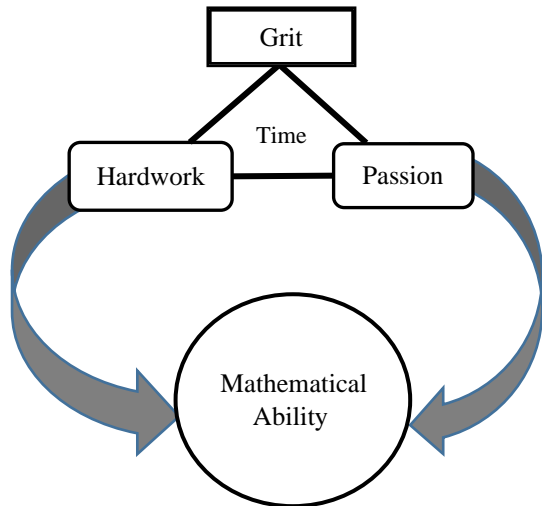 Grit
Time
Hardwork
Passion
Mathematical
Ability